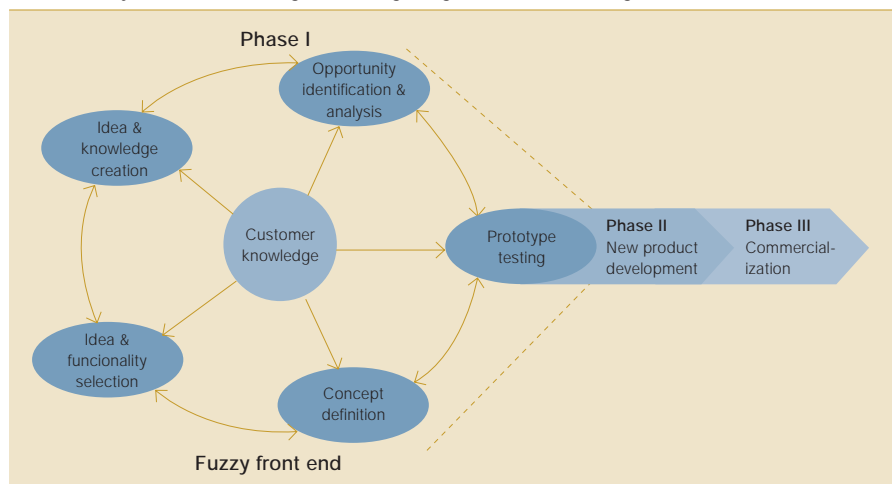 Phase I
Opportunity
identification &
analysis
Idea &
knowledge
creation
Customer
knowledge
Prototype
testing
Phase II
New product
development
Phase III
Commercial-
ization
Idea &
funcionality
selection
Concept
definition
Fuzzy front end